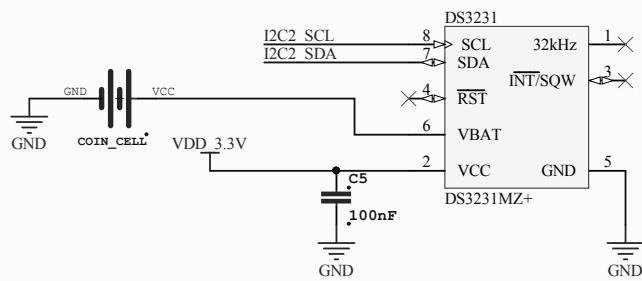 DS3231
I2C2_SCL
8
SCL
32kHz
1
I2C2_SDA
7
SDA
INT/SQW
3
4
RST
GND
VCC
GND
COIN_CELL
6
VBAT
VDD_3.3V
2
VCC
GND
5
C5
DS3231MZ+
100nF
GND
GND